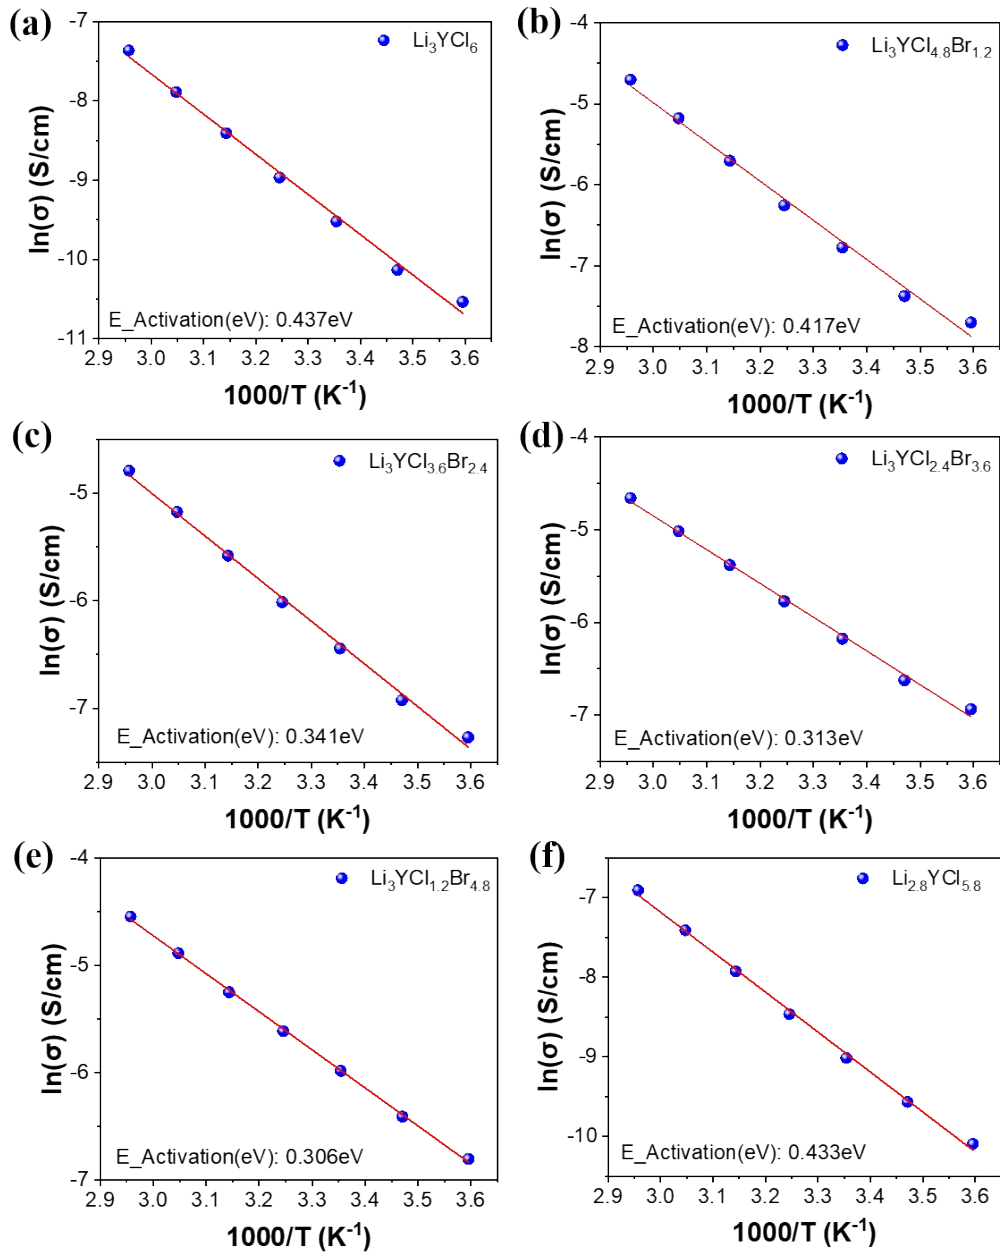 (a)
Li₃YCl₆
-7
-8
-9
-10
-11
ln(σ) (S/cm)
E_Activation(eV): 0.437eV
2.9 3.0 3.1 3.2 3.3 3.4 3.5 3.6
1000/T (K⁻¹)
(b)
Li₃YCl₄.₈Br₁.₂
-4
-5
-6
-7
-8
ln(σ) (S/cm)
E_Activation(eV): 0.417eV
2.9 3.0 3.1 3.2 3.3 3.4 3.5 3.6
1000/T (K⁻¹)
(c)
Li₃YCl₃.₆Br₂.₄
-5
-6
-7
ln(σ) (S/cm)
E_Activation(eV): 0.341eV
2.9 3.0 3.1 3.2 3.3 3.4 3.5 3.6
1000/T (K⁻¹)
(d)
Li₃YCl₂.₄Br₃.₆
-4
-5
-6
-7
ln(σ) (S/cm)
E_Activation(eV): 0.313eV
2.9 3.0 3.1 3.2 3.3 3.4 3.5 3.6
1000/T (K⁻¹)
(e)
Li₃YCl₁.₂Br₄.₈
-4
-5
-6
-7
ln(σ) (S/cm)
E_Activation(eV): 0.306eV
2.9 3.0 3.1 3.2 3.3 3.4 3.5 3.6
1000/T (K⁻¹)
(f)
Li₂.₈YCl₅.₈
-7
-8
-9
-10
ln(σ) (S/cm)
E_Activation(eV): 0.433eV
2.9 3.0 3.1 3.2 3.3 3.4 3.5 3.6
1000/T (K⁻¹)